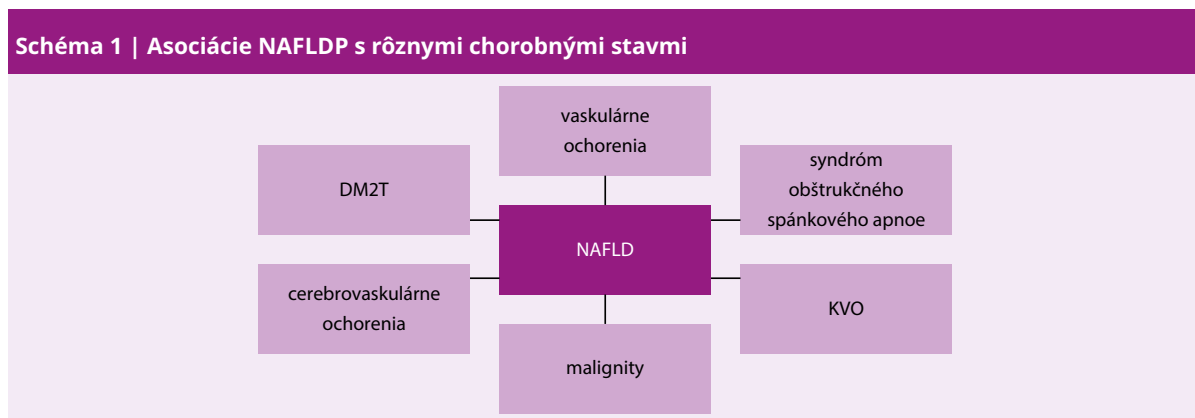 Schéma 1 | Asociácie NAFLDP s rôznymi chorobnými stavmi
vaskulárne
ochorenia
DM2T
syndróm
obštrukčného
spánkového apnoe
NAFLD
cerebrovaskulárne
ochorenia
KVO
malignity